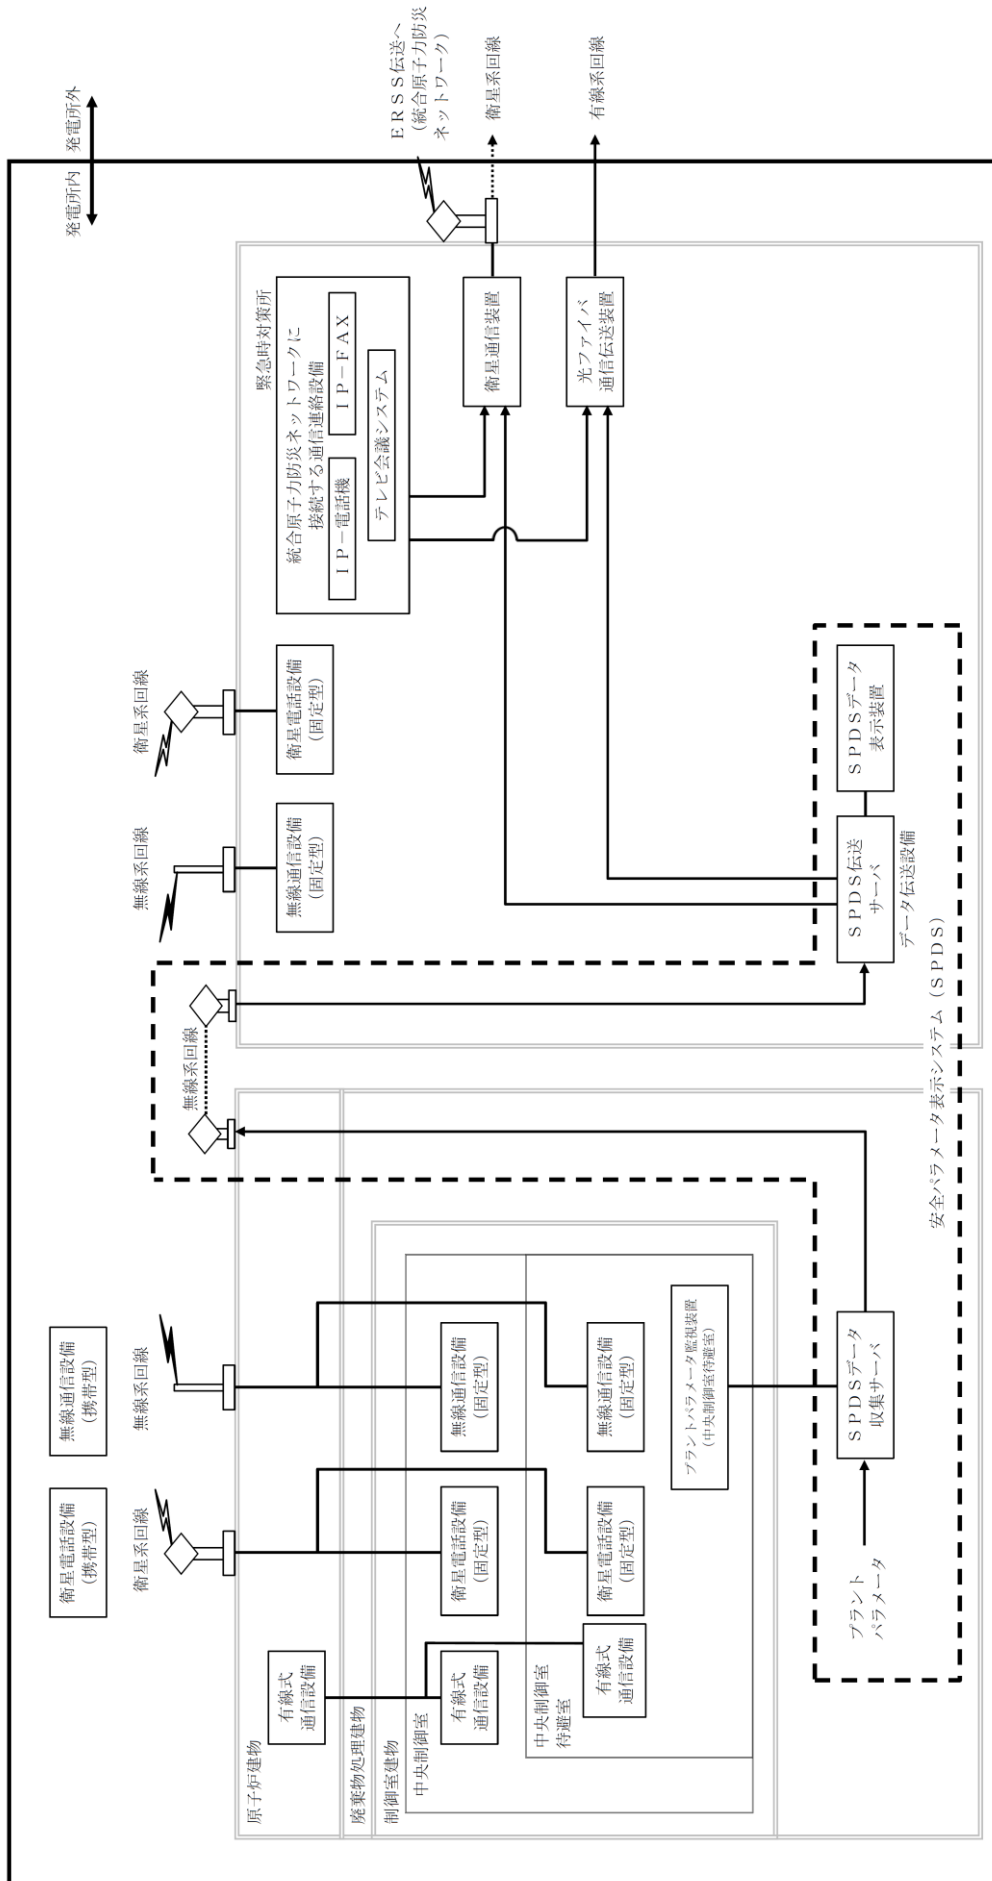 発電所内
発電所外
ＥＲＳＳ伝送へ
（統合原子力防災
ネットワーク）
衛星系回線
有線系回線
衛星電話設備
（携帯型）
無線通信設備
（携帯型）
衛星系回線
無線系回線
無線系回線
無線系回線
衛星系回線
原子炉建物
有線式
通信設備
廃棄物処理建物
制御室建物
中央制御室
有線式
通信設備
衛星電話設備
（固定型）
無線通信設備
（固定型）
中央制御室
待避室
有線式
通信設備
衛星電話設備
（固定型）
無線通信設備
（固定型）
プラントパラメータ監視装置
（中央制御室待避室）
プラント
パラメータ
ＳＰＤＳデータ
収集サーバ
安全パラメータ表示システム（ＳＰＤＳ）
無線通信設備
（固定型）
衛星電話設備
（固定型）
緊急時対策所
統合原子力防災ネットワークに
接続する通信連絡設備
ＩＰ－電話機
ＩＰ－ＦＡＸ
テレビ会議システム
衛星通信装置
光ファイバ
通信伝送装置
ＳＰＤＳ伝送
サーバ
データ伝送設備
ＳＰＤＳデータ
表示装置